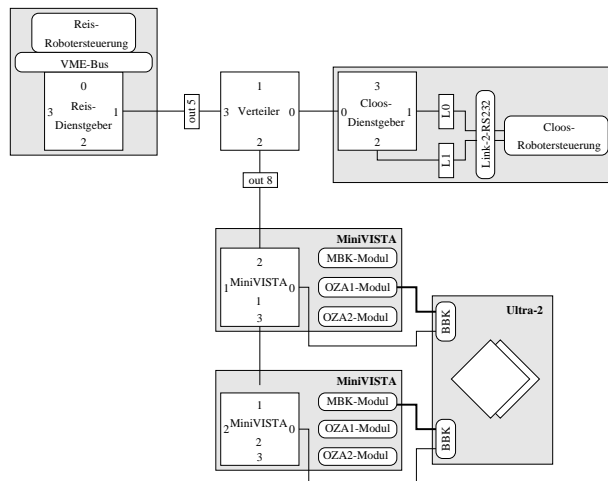 Reis-
Robotersteuerung
VME-Bus
0
3 Reis- 1
Dienstgeber
2
out 5
1
3 Verteiler 0
2
out 8
3
0 Cloos- 1
Dienstgeber
2
L0
L1
Link-2-RS232
Cloos-
Robotersteuerung
MiniVISTA
2
1 MiniVISTA 0
1
3
MBK-Modul
OZA1-Modul
OZA2-Modul
Ultra-2
BBK
BBK
MiniVISTA
1
2 MiniVISTA 0
2
3
MBK-Modul
OZA1-Modul
OZA2-Modul